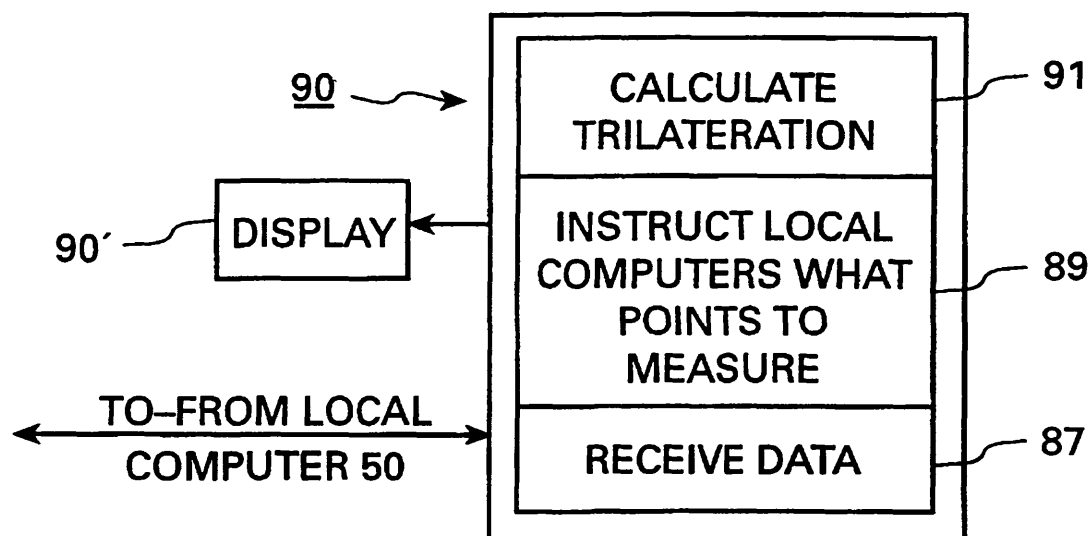 90
CALCULATE
TRILATERATION
91
90′
DISPLAY
INSTRUCT LOCAL
COMPUTERS WHAT
POINTS TO
MEASURE
89
TO–FROM LOCAL
COMPUTER 50
RECEIVE DATA
87